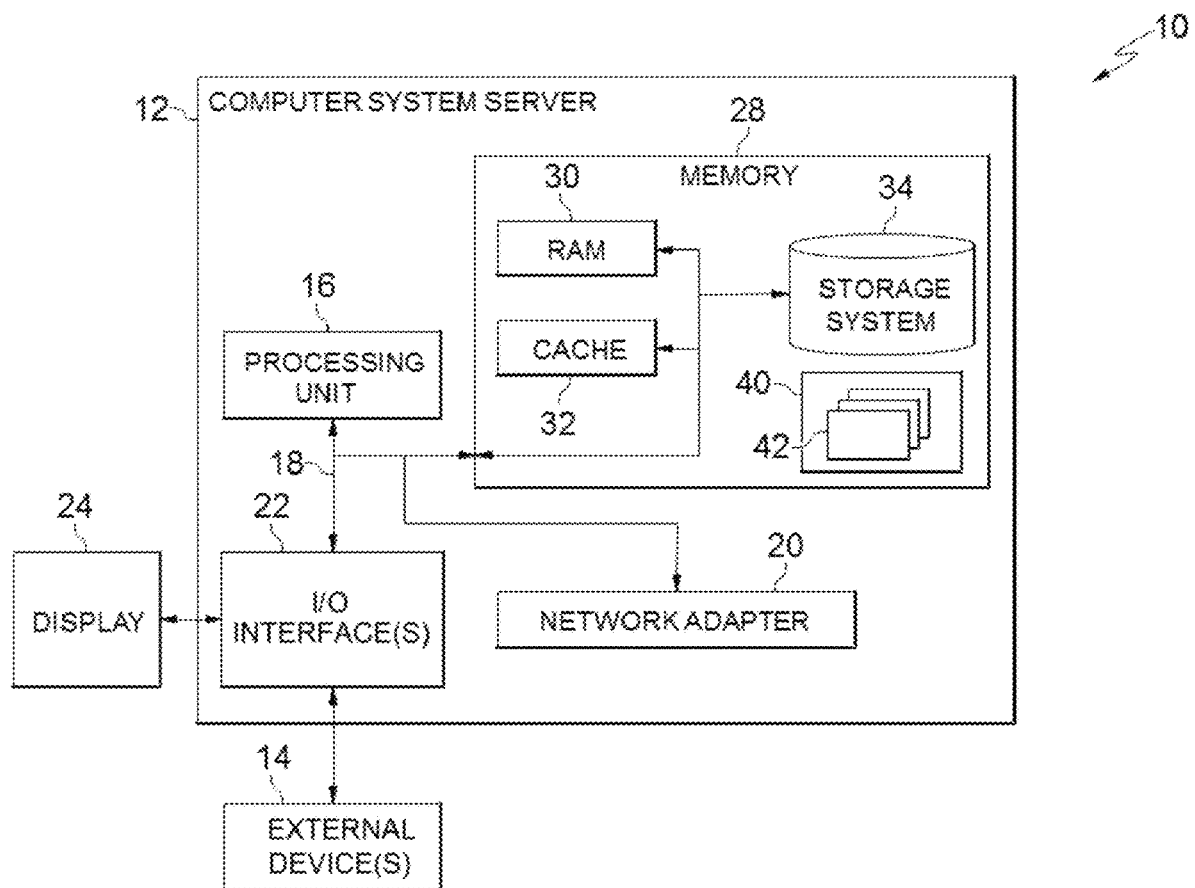 10
12
COMPUTER SYSTEM SERVER
28
MEMORY
30
RAM
34
STORAGE
SYSTEM
16
PROCESSING
UNIT
CACHE
32
40
42
18
24
22
20
DISPLAY
I/O
INTERFACE(S)
NETWORK ADAPTER
14
EXTERNAL
DEVICE(S)